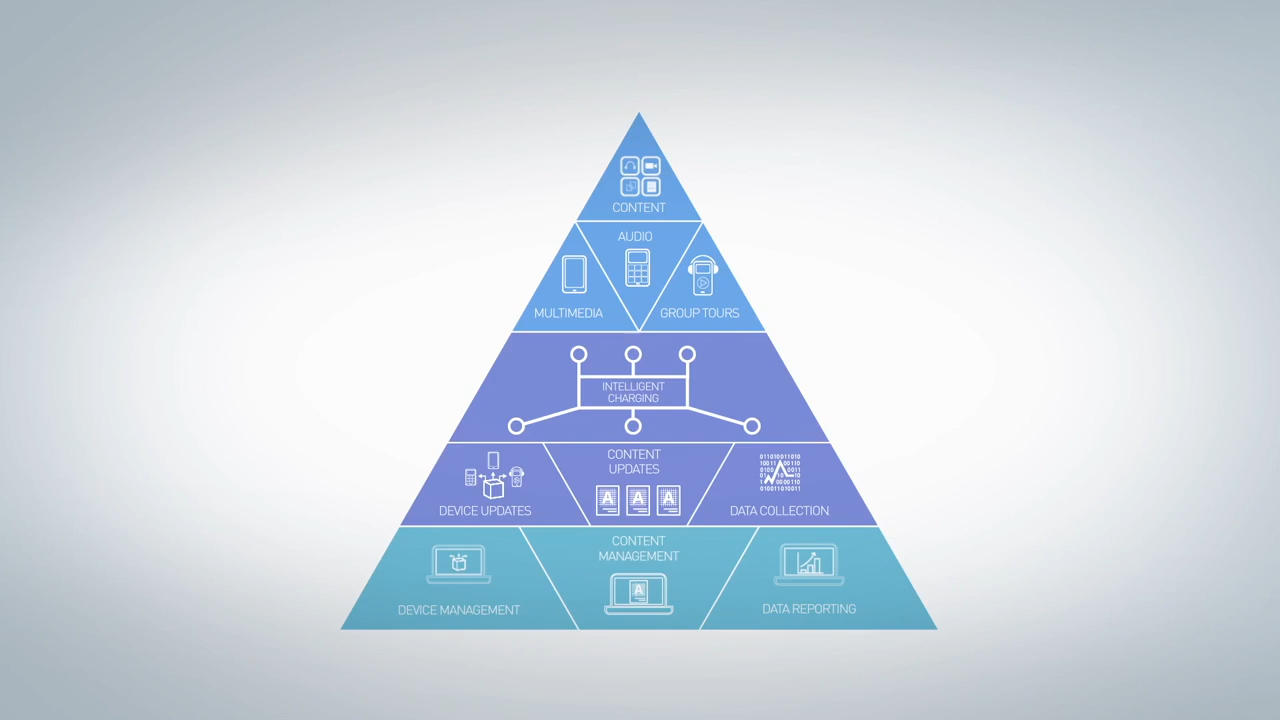 CONTENT
AUDIO
MULTIMEDIA
GROUP TOURS
INTELLIGENT
CHARGING
CONTENT
UPDATES
A A A
DEVICE UPDATES
DATA COLLECTION
011010011010
CONTENT
MANAGEMENT
A
DEVICE MANAGEMENT
DATA REPORTING